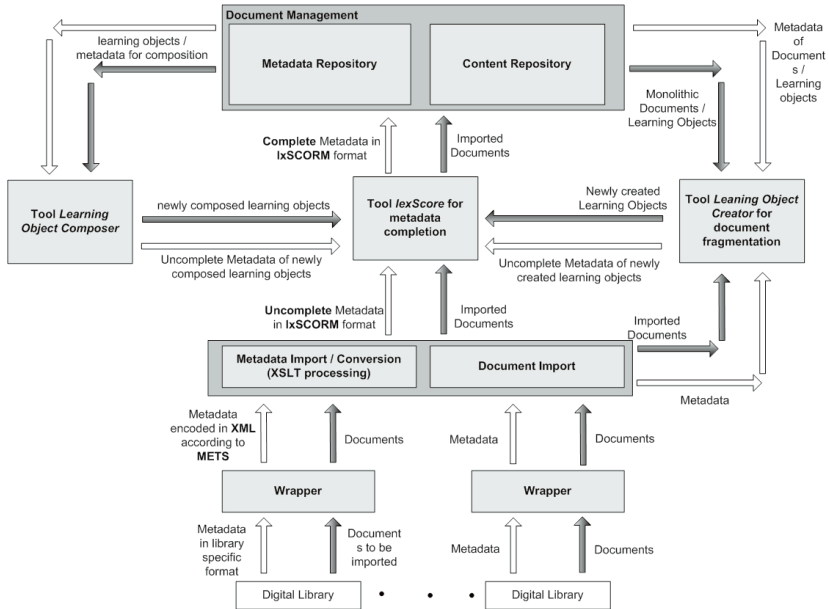 Document Management
Metadata Repository
Content Repository
learning objects /
metadata for composition
Metadata
of
Document
s /
Learning
objects
Monolithic
Documents /
Learning Objects
Complete Metadata in
lxSCORM format
Imported
Documents
Tool Learning
Object Composer
newly composed learning objects
Uncomplete Metadata of newly
composed learning objects
Tool lexScore for
metadata
completion
Newly created
Learning Objects
Uncomplete Metadata of newly
created learning objects
Tool Leaning Object
Creator for
document
fragmentation
Uncomplete Metadata
in lxSCORM format
Imported
Documents
Imported
Documents
Metadata Import / Conversion
(XSLT processing)
Document Import
Metadata
Metadata
encoded in XML
according to
METS
Documents
Metadata
Documents
Wrapper
Wrapper
Metadata
in library
specific
format
Document
s to be
imported
Metadata
Documents
Digital Library
• • •
Digital Library